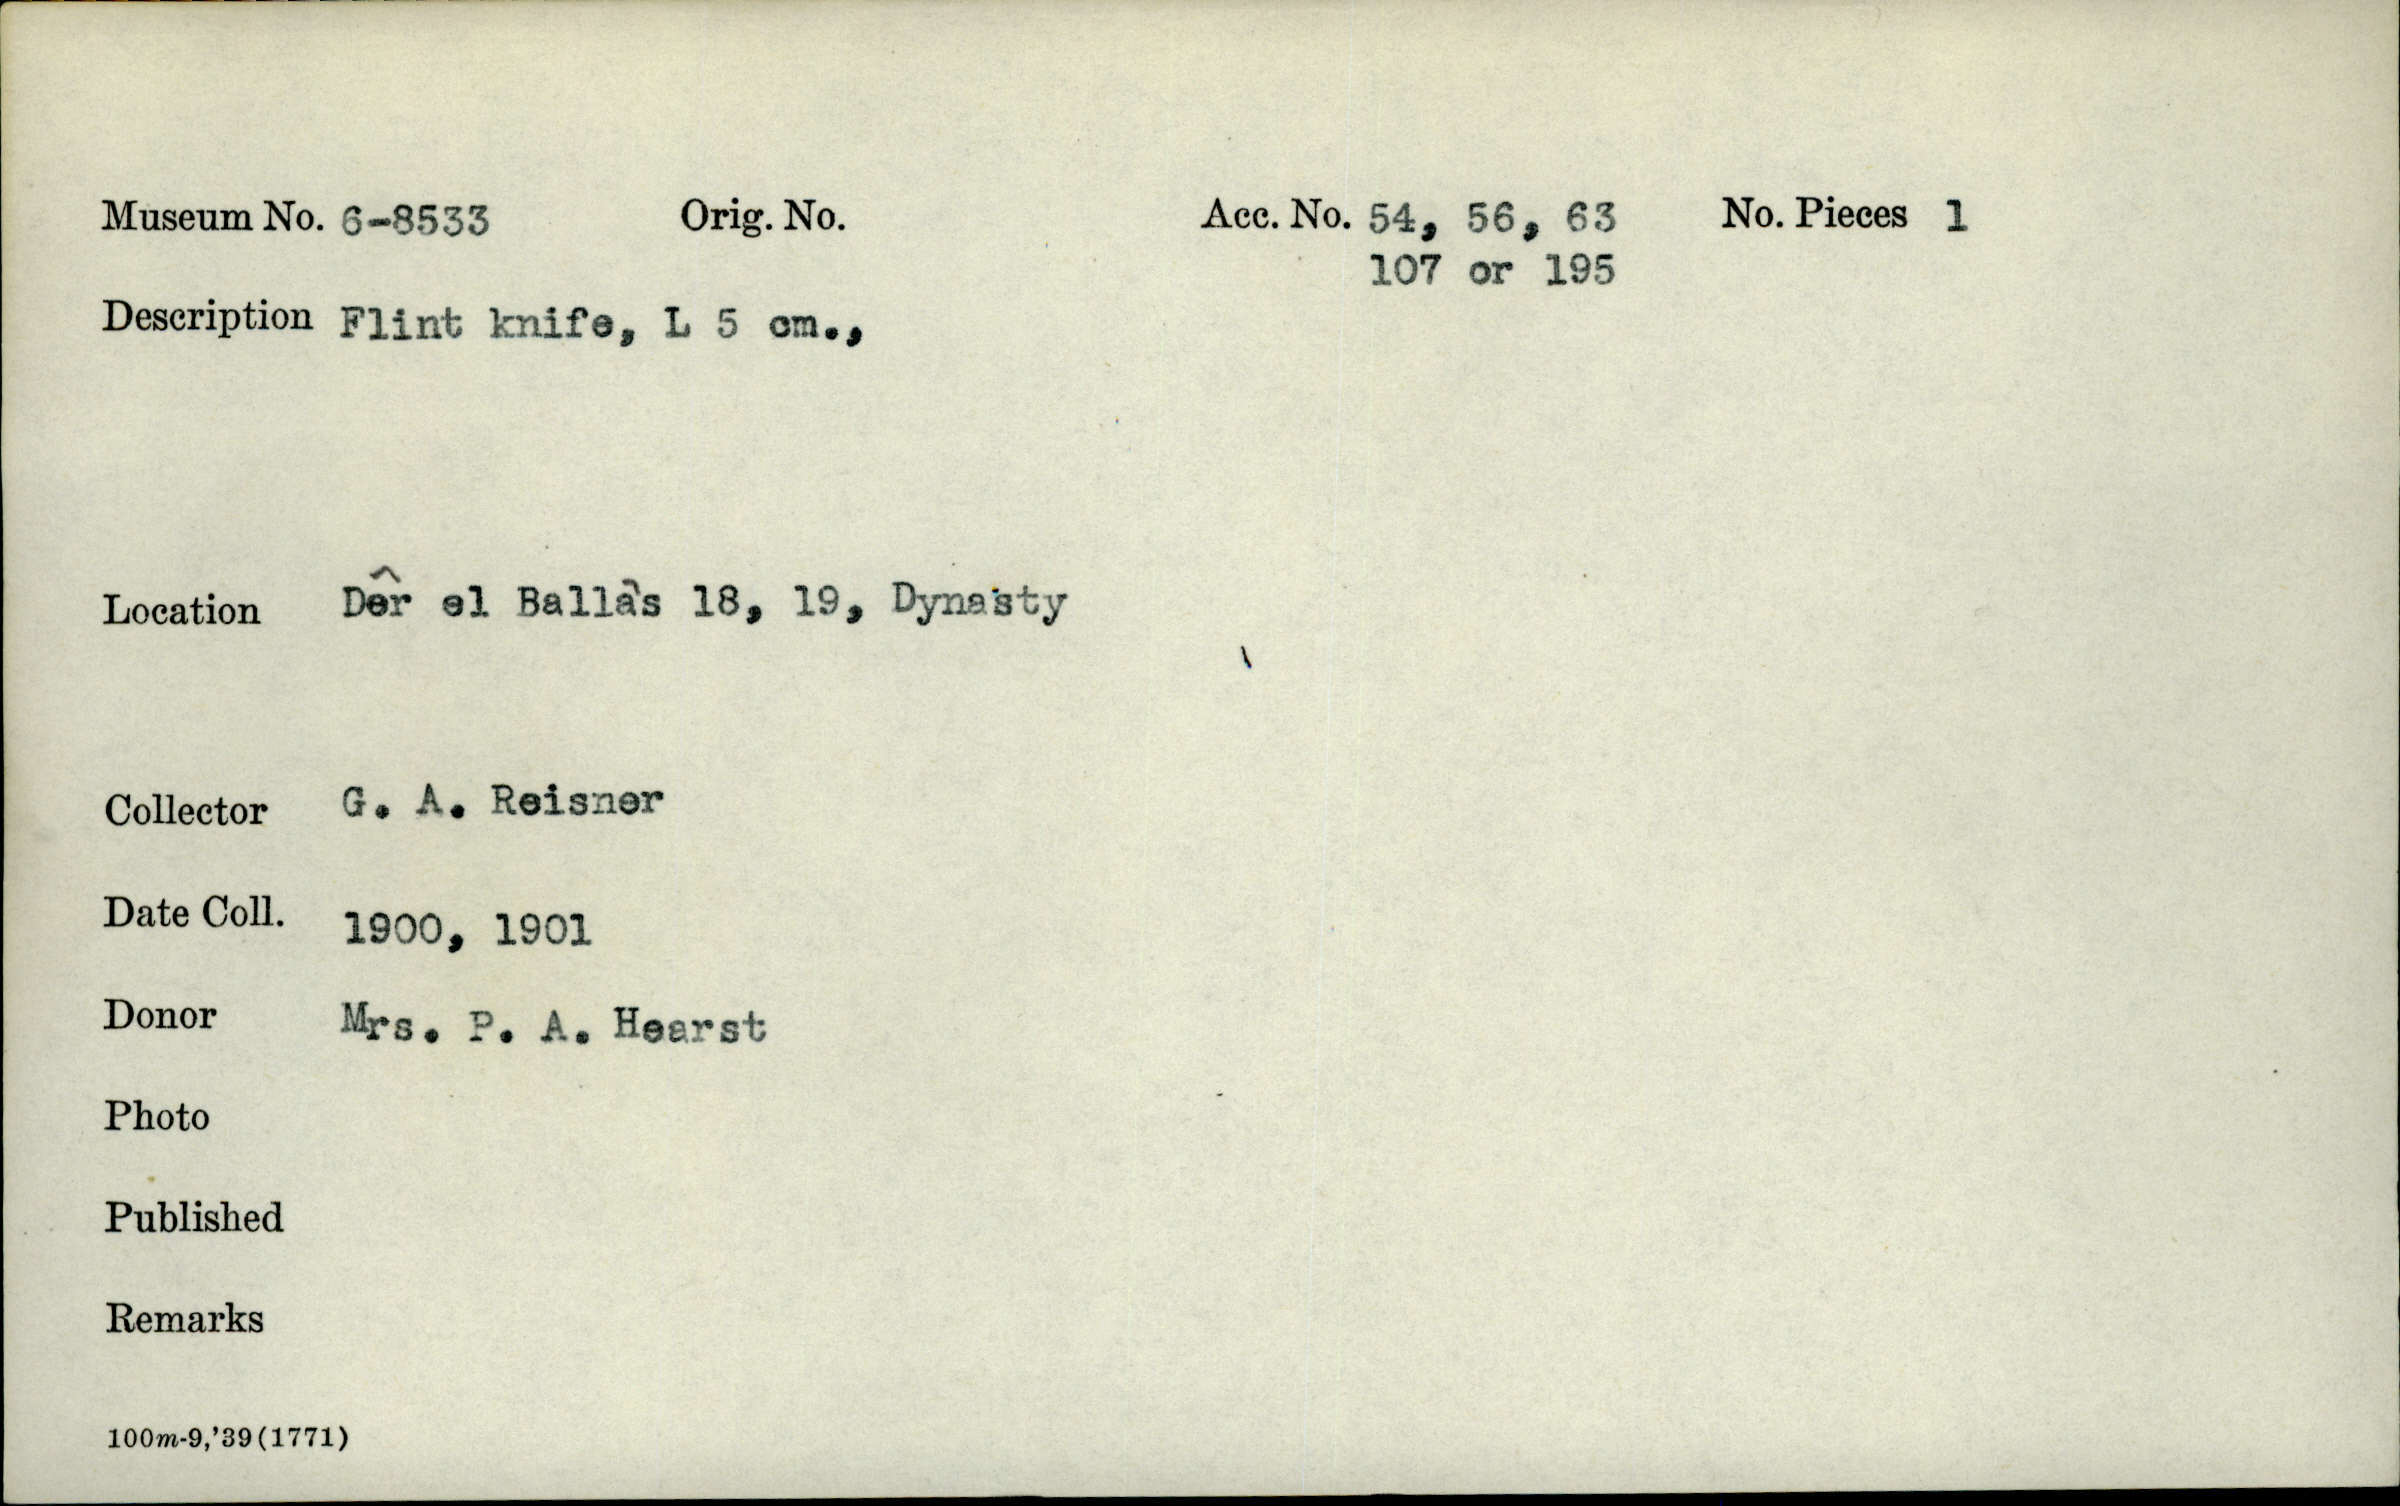 Museum No. 6-8533 Orig. No. Acc. No. 54, 56, 63 No. Pieces 1
107 or 195
Description Flint knife, L 5 cm.,
Location Dêr el Ballàs 18, 19, Dynasty
Collector G. A. Reisner
Date Coll. 1900, 1901
Donor Mrs. P. A. Hearst
Photo
Published
Remarks
100m-9,'39(1771)